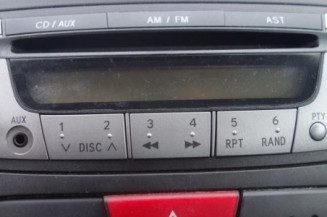 CD/AUX AM/FM AST
AUX 1 2 3 4 5 6 PTY
DISC RPT RAND